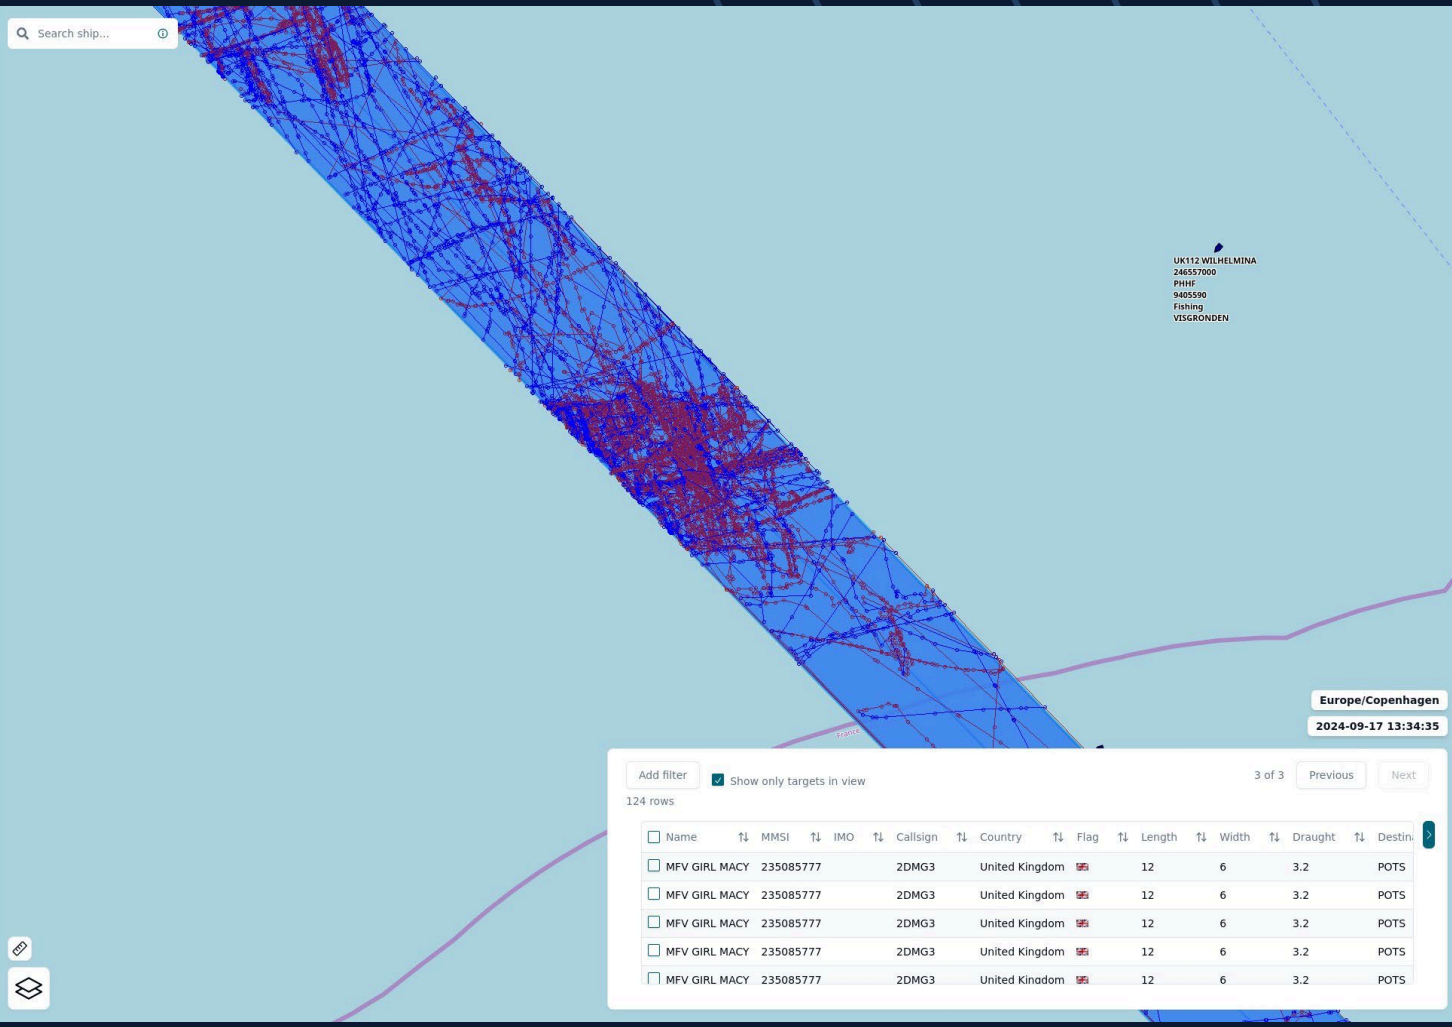 Search ship...
UK112 WILHELMINA
246557000
PHHF
9405590
Fishing
VISGRONDEN
Europe/Copenhagen
2024-09-17 13:34:35
France
Add filter
Show only targets in view
3 of 3
Previous
Next
124 rows
Name MMSI IMO Callsign Country Flag Length Width Draught Destin
MFV GIRL MACY 235085777 2DMG3 United Kingdom 12 6 3.2 POTS
MFV GIRL MACY 235085777 2DMG3 United Kingdom 12 6 3.2 POTS
MFV GIRL MACY 235085777 2DMG3 United Kingdom 12 6 3.2 POTS
MFV GIRL MACY 235085777 2DMG3 United Kingdom 12 6 3.2 POTS
MFV GIRL MACY 235085777 2DMG3 United Kingdom 12 6 3.2 POTS